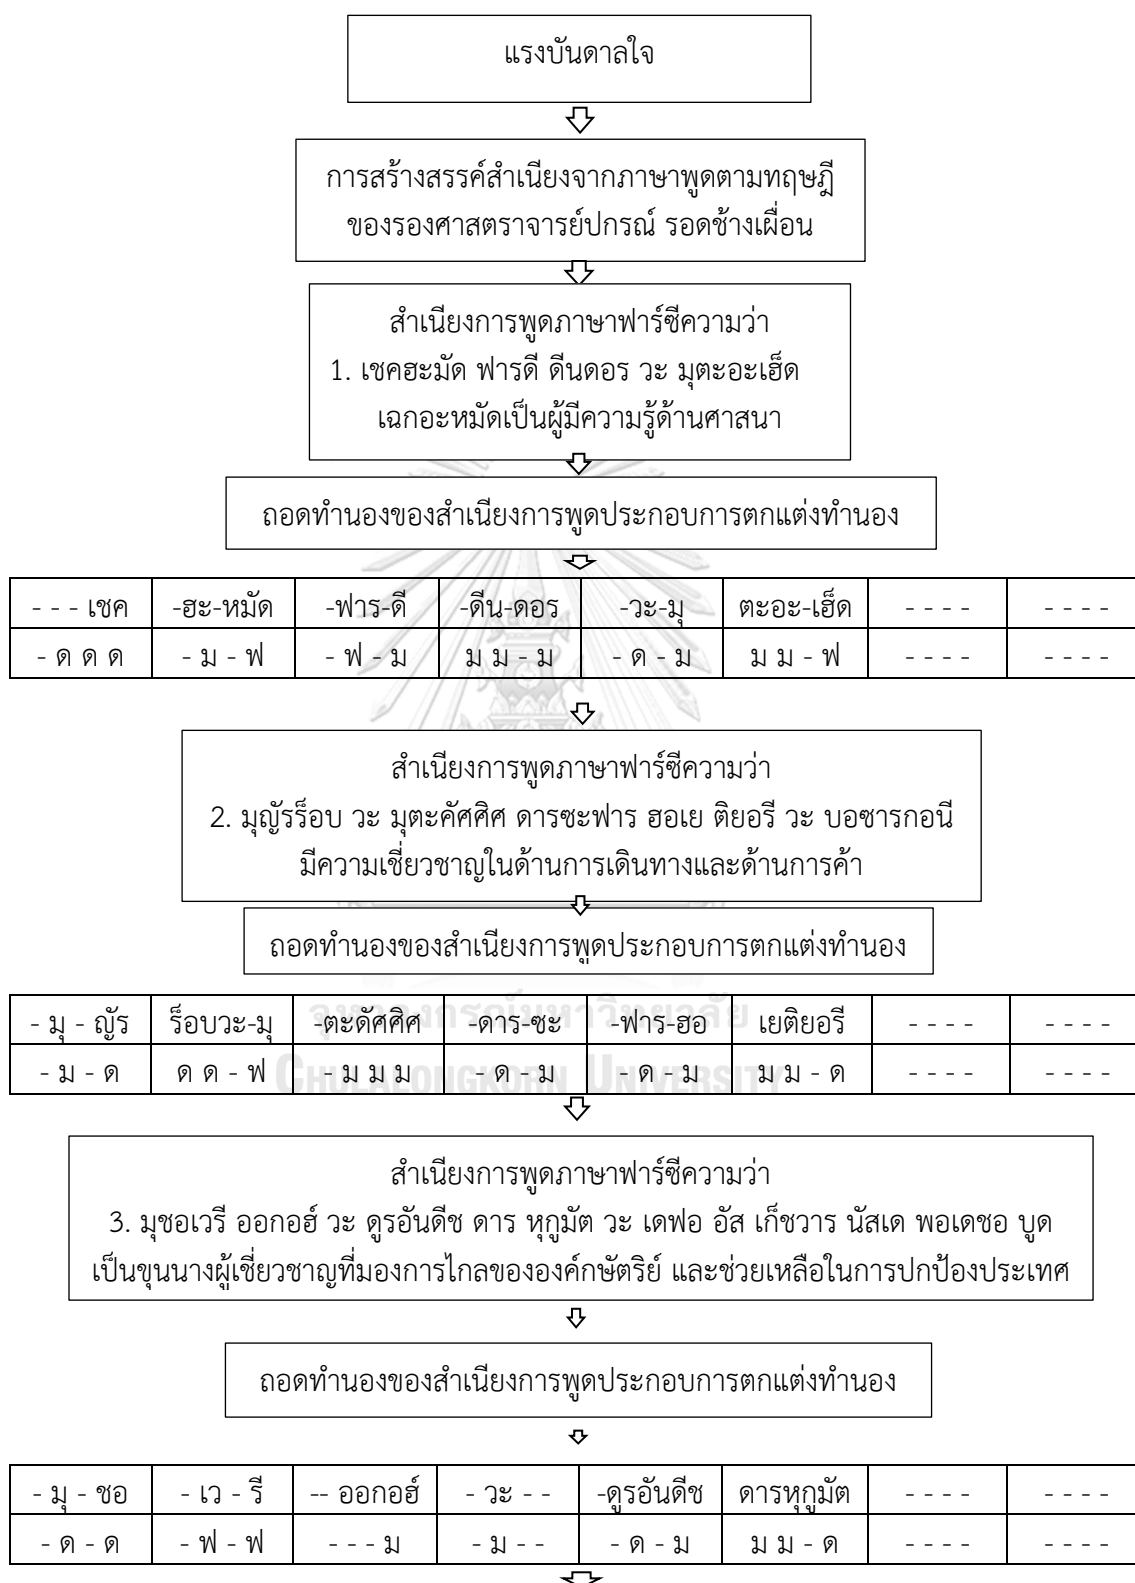 แรงบันดาลใจ
การสร้างสรรค์สำเนียงจากภาษาพูดตามทฤษฎี
ของรองศาสตราจารย์ปกรณ์ รอดช้างเผื่อน
สำเนียงการพูดภาษาฟาร์ซีความว่า
1. เชคฮะมัด ฟารดี ดีนดอร วะ มุตะอะเฮ็ด
เฉกอะหมัดเป็นผู้มีความรู้ด้านศาสนา
ถอดทำนองของสำเนียงการพูดประกอบการตกแต่งทำนอง
- - - เชค -ฮะ-หมัด -ฟาร-ดี -ดีน-ดอร -วะ-มุ ตะอะ-เฮ็ด - - - - - - - -
- ด ด ด - ม - ฟ - ฟ - ม ม ม - ม - ด - ม ม ม - ฟ - - - - - - - -
สำเนียงการพูดภาษาฟาร์ซีความว่า
2. มุญัรร็อบ วะ มุตะคัศศิศ ดารซะฟาร ฮอเย ติยอรี วะ บอซารกอนี
มีความเชี่ยวชาญในด้านการเดินทางและด้านการค้า
ถอดทำนองของสำเนียงการพูดประกอบการตกแต่งทำนอง
- มุ - ญัร ร็อบวะ-มุ -ตะดัศศิศ -ดาร-ซะ -ฟาร-ฮอ เยติยอรี - - - - - - - -
- ม - ด ด ด - ฟ - ม ม ม - ด - ม - ด - ม ม ม - ด - - - - - - - -
จุฬาลงกรณ์มหาวิทยาลัย
CHULALONGKORN UNIVERSITY
สำเนียงการพูดภาษาฟาร์ซีความว่า
3. มุชอเวรี ออกอฮ์ วะ ดูรอันดีช ดาร หุกูมัต วะ เดฟอ อัส เก็ชวาร นัสเด พอเดชอ บูด
เป็นขุนนางผู้เชี่ยวชาญที่มองการไกลขององค์กษัตริย์ และช่วยเหลือในการปกป้องประเทศ
ถอดทำนองของสำเนียงการพูดประกอบการตกแต่งทำนอง
- มุ - ชอ - เว - รี -- ออกอฮ์ - วะ - - -ดูรอันดีช ดารหุกูมัต - - - - - - - -
- ด - ด - ฟ - ฟ - - - ม - ม - - - ด - ม ม ม - ด - - - - - - - -